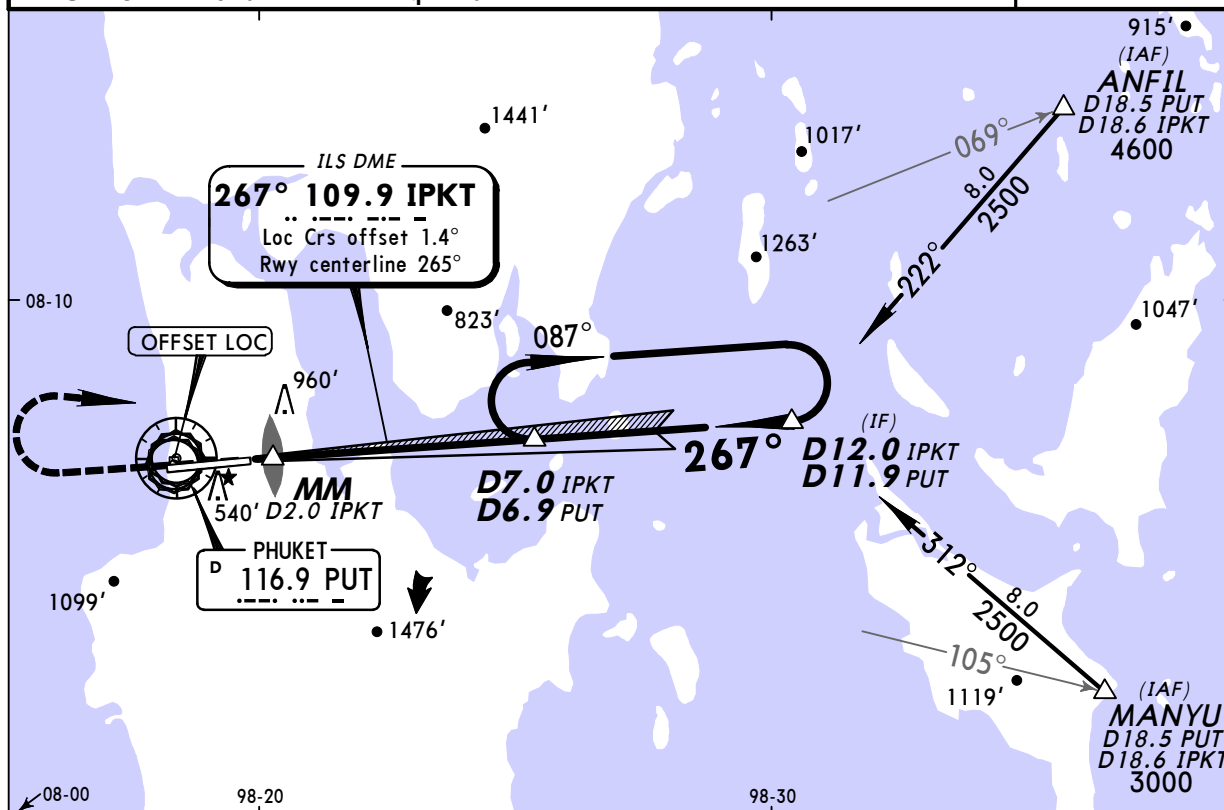 915'
(IAF)
ANFIL
D18.5 PUT
D18.6 IPKT
4600
069°
8.0
2500
222°
1441'
1017'
ILS DME
267° 109.9 IPKT
Loc Crs offset 1.4°
Rwy centerline 265°
1263'
08-10
823'
1047'
087°
OFFSET LOC
960'
(IF)
267°
D12.0 IPKT
D11.9 PUT
D7.0 IPKT
D6.9 PUT
MM
D2.0 IPKT
540'
PHUKET
D 116.9 PUT
1099'
1476'
312°
8.0
2500
105°
1119'
(IAF)
MANYU
D18.5 PUT
D18.6 IPKT
3000
08-00
98-20
98-30